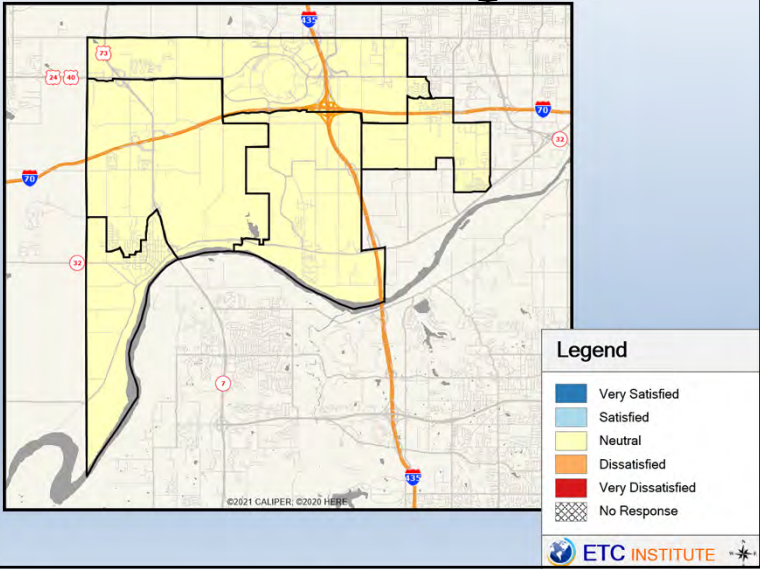 435
73
24
40
70
32
70
32
7
435
©2021 CALIPER; ©2020 HERE
Legend
Very Satisfied
Satisfied
Neutral
Dissatisfied
Very Dissatisfied
No Response
ETC INSTITUTE